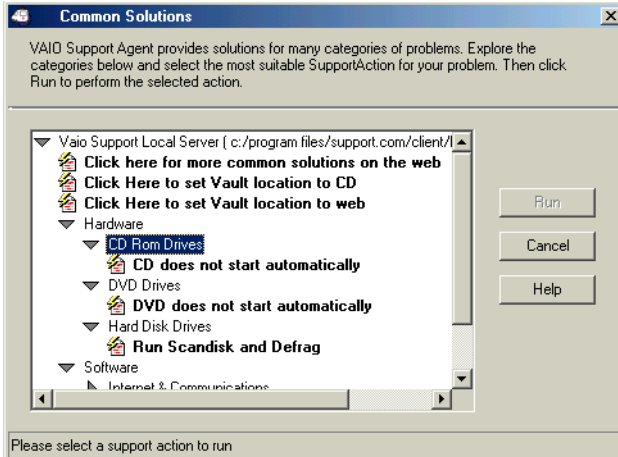 Common Solutions
VAIO Support Agent provides solutions for many categories of problems. Explore the
categories below and select the most suitable SupportAction for your problem. Then click
Run to perform the selected action.
Vaio Support Local Server ( c:/program files/support.com/client/l
Click here for more common solutions on the web
Click Here to set Vault location to CD
Click Here to set Vault location to web
Hardware
CD Rom Drives
CD does not start automatically
DVD Drives
DVD does not start automatically
Hard Disk Drives
Run Scandisk and Defrag
Software
Internet & Communications
Run
Cancel
Help
Please select a support action to run